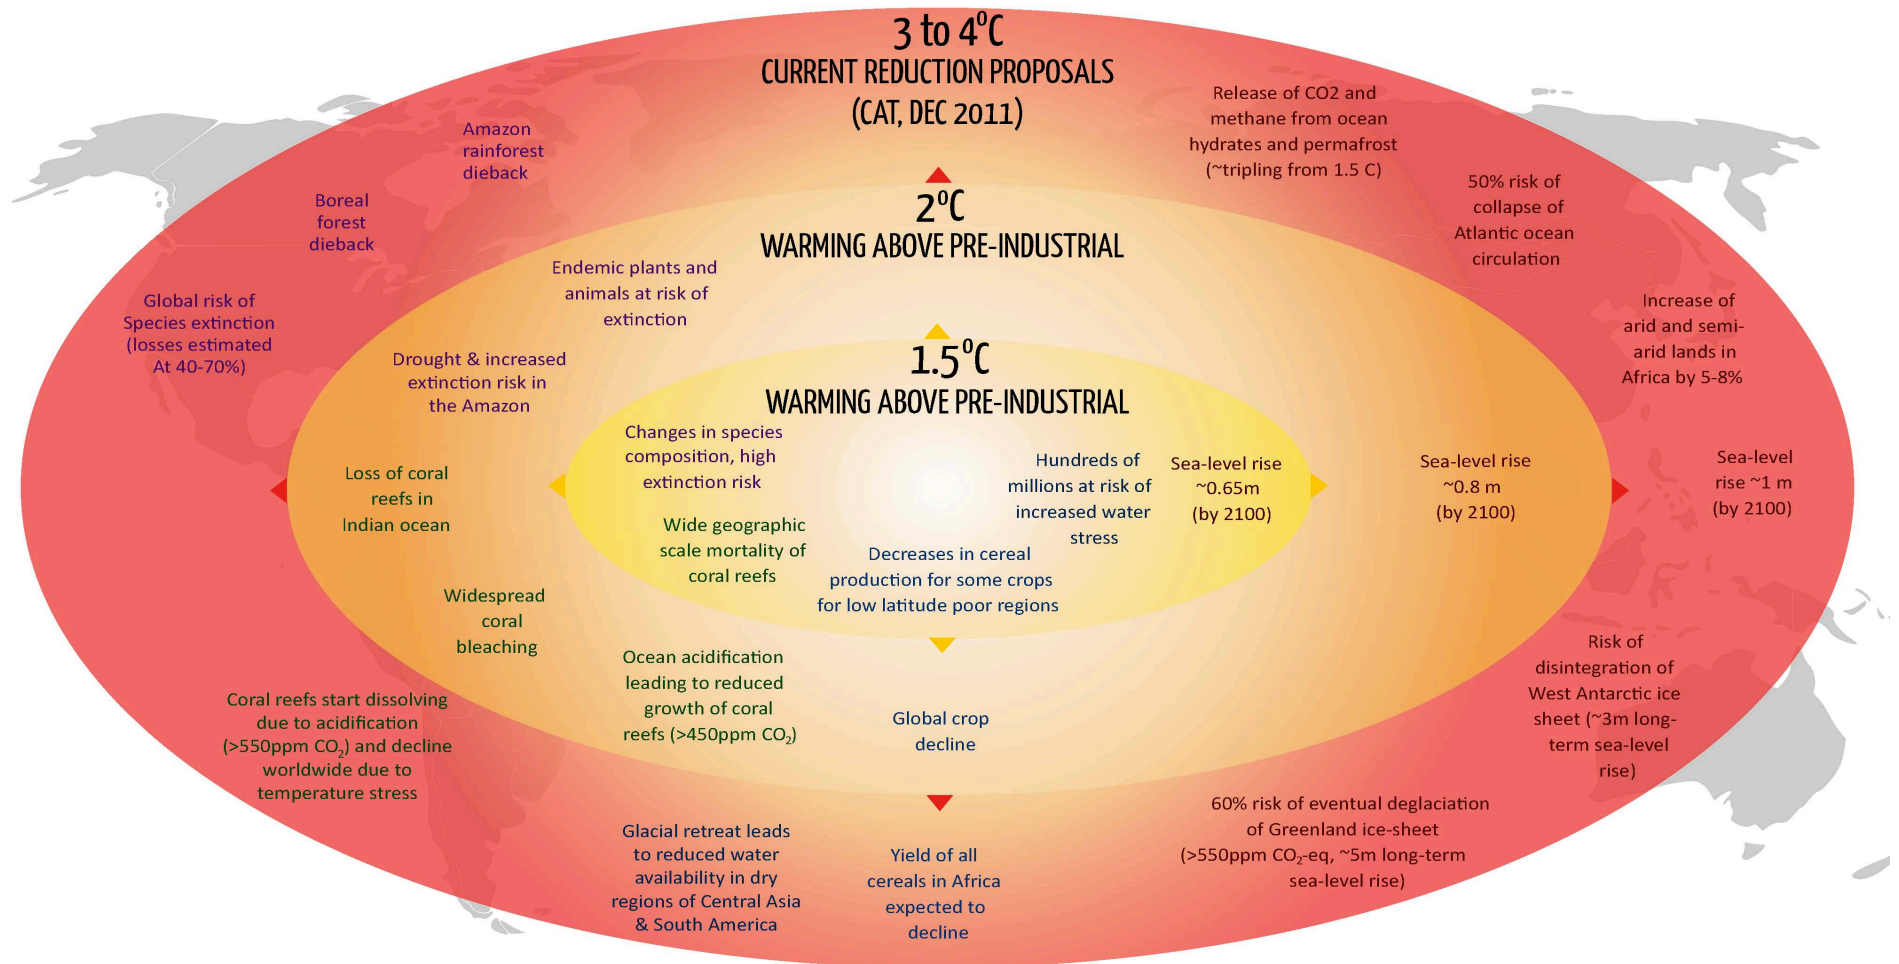 3 to 4⁰C
CURRENT REDUCTION PROPOSALS
(CAT, DEC 2011)
Amazon
rainforest
dieback
Boreal
forest
dieback
Global risk of
Species extinction
(losses estimated
At 40-70%)
Release of CO2 and
methane from ocean
hydrates and permafrost
(~tripling from 1.5 C)
50% risk of
collapse of
Atlantic ocean
circulation
Increase of
arid and semi-
arid lands in
Africa by 5-8%
2⁰C
WARMING ABOVE PRE-INDUSTRIAL
Endemic plants and
animals at risk of
extinction
Drought & increased
extinction risk in
the Amazon
1.5⁰C
WARMING ABOVE PRE-INDUSTRIAL
Changes in species
composition, high
extinction risk
Hundreds of
millions at risk of
increased water
stress
Sea-level rise
~0.65m
(by 2100)
Sea-level rise
~0.8 m
(by 2100)
Sea-level
rise ~1 m
(by 2100)
Loss of coral
reefs in
Indian ocean
Wide geographic
scale mortality of
coral reefs
Decreases in cereal
production for some crops
for low latitude poor regions
Widespread
coral
bleaching
Ocean acidification
leading to reduced
growth of coral
reefs (>450ppm CO₂)
Global crop
decline
Risk of
disintegration of
West Antarctic ice
sheet (~3m long-
term sea-level
rise)
Coral reefs start dissolving
due to acidification
(>550ppm CO₂) and decline
worldwide due to
temperature stress
Glacial retreat leads
to reduced water
availability in dry
regions of Central Asia
& South America
Yield of all
cereals in Africa
expected to
decline
60% risk of eventual deglaciation
of Greenland ice-sheet
(>550ppm CO₂-eq, ~5m long-term
sea-level rise)